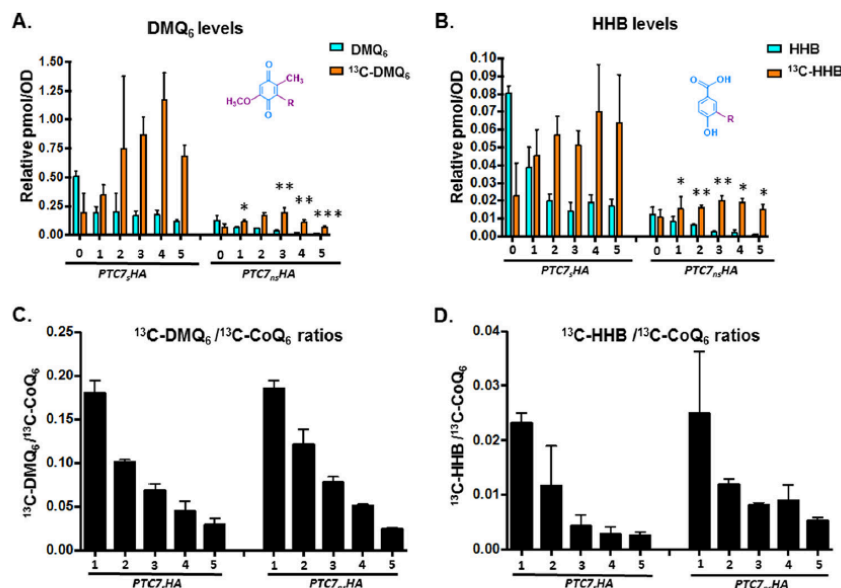 A.
DMQ₆ levels
DMQ₆
¹³C-DMQ₆
Relative pmol/OD
1.50
1.25
1.00
0.75
0.50
0.25
0.00
O
CH₃
H₃CO
R
O
* ** ** ***
0 1 2 3 4 5 0 1 2 3 4 5
PTC7ₛHA PTC7ₙₛHA
B.
HHB levels
HHB
¹³C-HHB
Relative pmol/OD
0.10
0.09
0.08
0.07
0.06
0.05
0.04
0.03
0.02
0.01
0.00
O OH
R
OH
* ** ** * *
0 1 2 3 4 5 0 1 2 3 4 5
PTC7ₛHA PTC7ₙₛHA
C.
¹³C-DMQ₆ /¹³C-CoQ₆ ratios
¹³C-DMQ₆/¹³C-CoQ₆
0.25
0.20
0.15
0.10
0.05
0.00
1 2 3 4 5 1 2 3 4 5
D.
¹³C-HHB /¹³C-CoQ₆ ratios
¹³C-HHB /¹³C-CoQ₆
0.04
0.03
0.02
0.01
0.00
1 2 3 4 5 1 2 3 4 5